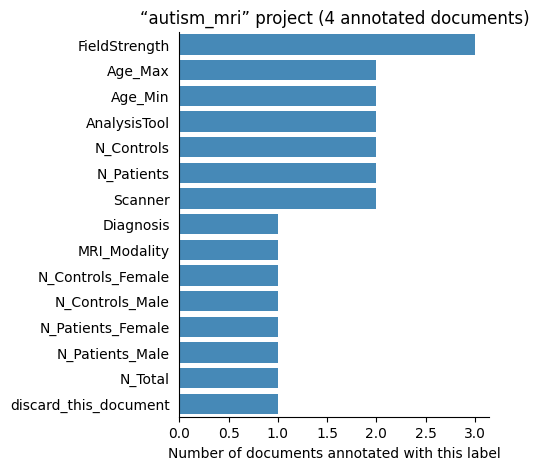 “autism_mri” project (4 annotated documents)
FieldStrength
Age_Max
Age_Min
AnalysisTool
N_Controls
N_Patients
Scanner
Diagnosis
MRI_Modality
N_Controls_Female
N_Controls_Male
N_Patients_Female
N_Patients_Male
N_Total
discard_this_document
0.0 0.5 1.0 1.5 2.0 2.5 3.0
Number of documents annotated with this label